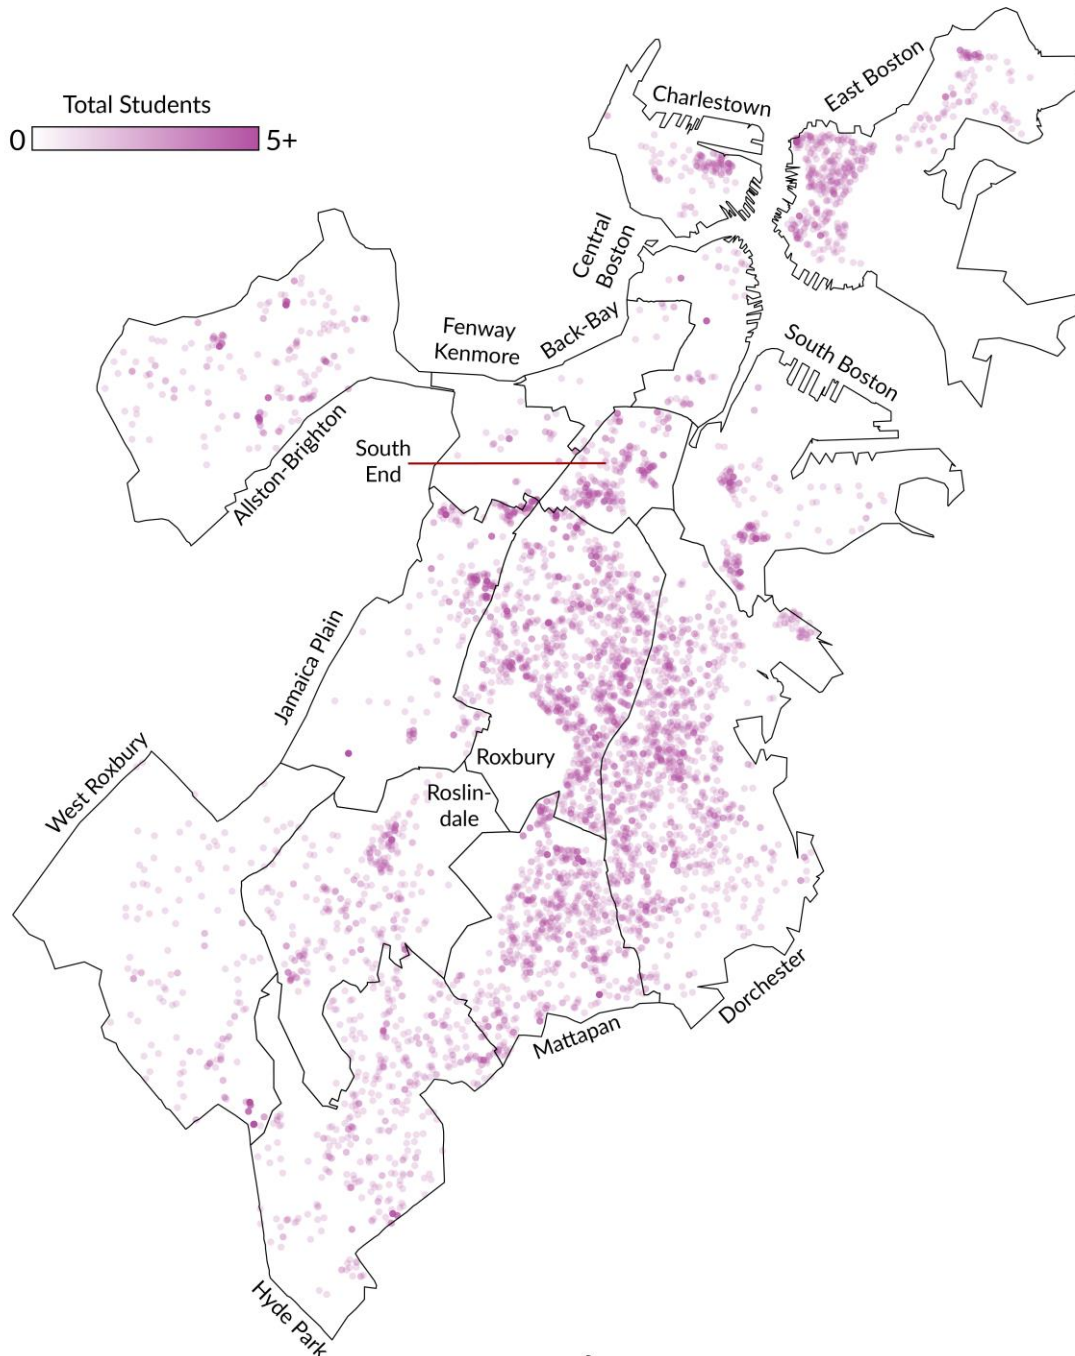 Total Students
0 5+
Charlestown
East Boston
Central
Boston
Fenway
Kenmore
Back-Bay
South Boston
South
End
Allston-Brighton
Jamaica Plain
West Roxbury
Roxbury
Roslin-
dale
Dorchester
Mattapan
Hyde Park